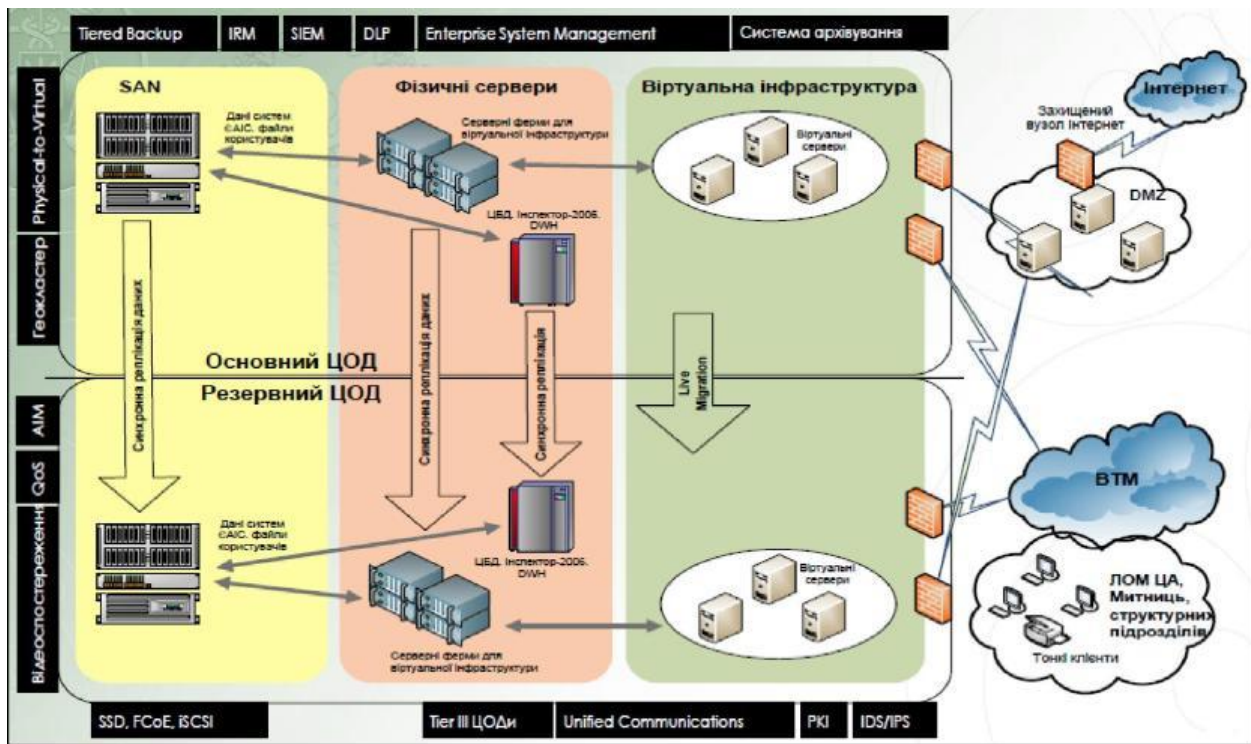 Tiered Backup
IRM
SIEM
DLP
Enterprise System Management
Система архівування
Physical-to-Virtual
Геокластер
AIM
QoS
Відеоспостереження
SAN
Фізичні сервери
Віртуальна інфраструктура
Дані систем
ЄАІС, файли
користувачів
Серверні ферми для
віртуальної інфраструктури
Віртуальні
сервери
ЦБД, Інспектор-2006,
DWH
Синхронна реплікація даних
Синхронна реплікація даних
Синхронна реплікація
Live
Migration
Основний ЦОД
Резервний ЦОД
Дані систем
ЄАІС, файли
користувачів
ЦБД, Інспектор-2006,
DWH
Серверні ферми для
віртуальної інфраструктури
Віртуальні
сервери
Інтернет
Захищений
вузол Інтернет
DMZ
ВТМ
ЛОМ ЦА,
Митниць,
структурних
підрозділів
Тонкі клієнти
SSD, FCoE, iSCSI
Tier III ЦОДи
Unified Communications
PKI
IDS/IPS